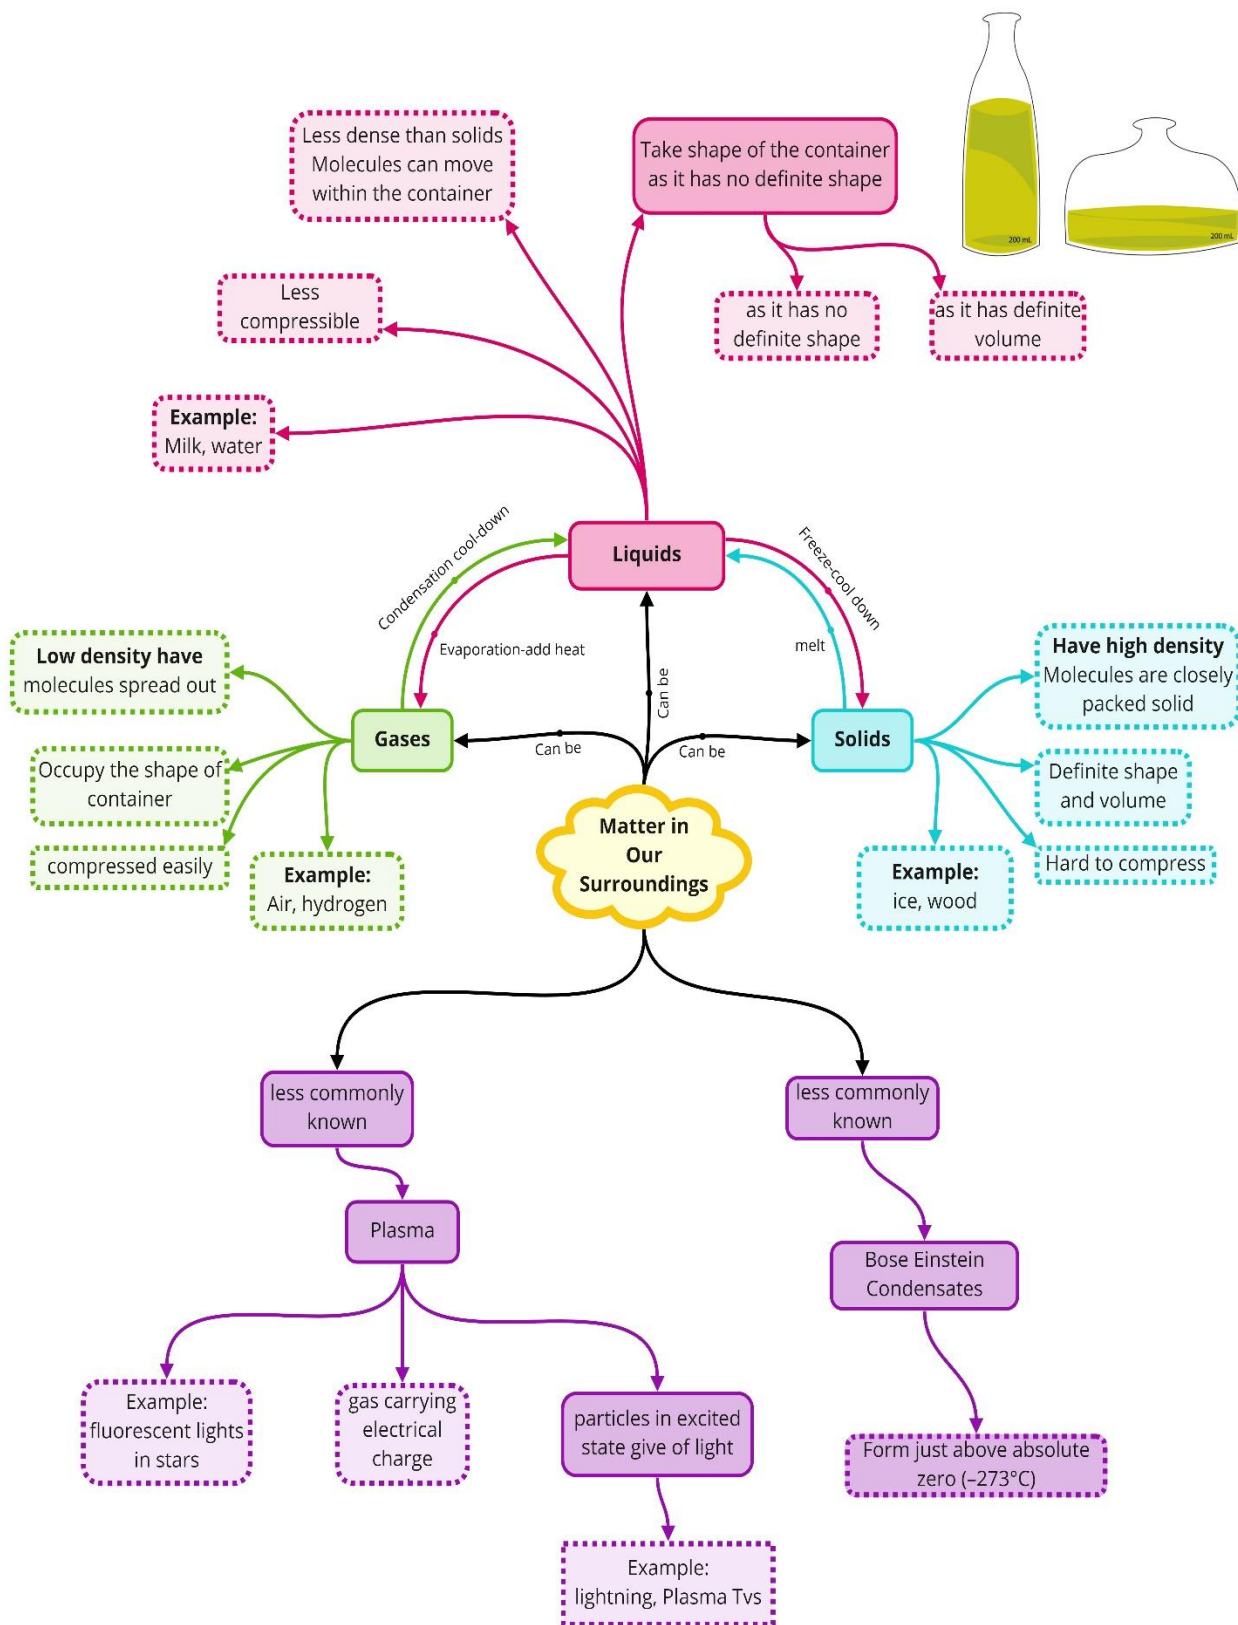 Less dense than solids
Molecules can move
within the container
Take shape of the container
as it has no definite shape
200 mL
200 mL
Less
compressible
as it has no
definite shape
as it has definite
volume
Example:
Milk, water
Condensation cool-down
Liquids
Freeze-cool down
Evaporation-add heat
melt
Low density have
molecules spread out
Have high density
Molecules are closely
packed solid
Can be
Gases
Can be
Can be
Solids
Occupy the shape of
container
Definite shape
and volume
compressed easily
Example:
Air, hydrogen
Matter in
Our
Surroundings
Example:
ice, wood
Hard to compress
less commonly
known
less commonly
known
Plasma
Bose Einstein
Condensates
Example:
fluorescent lights
in stars
gas carrying
electrical
charge
particles in excited
state give of light
Form just above absolute
zero (–273°C)
Example:
lightning, Plasma Tvs